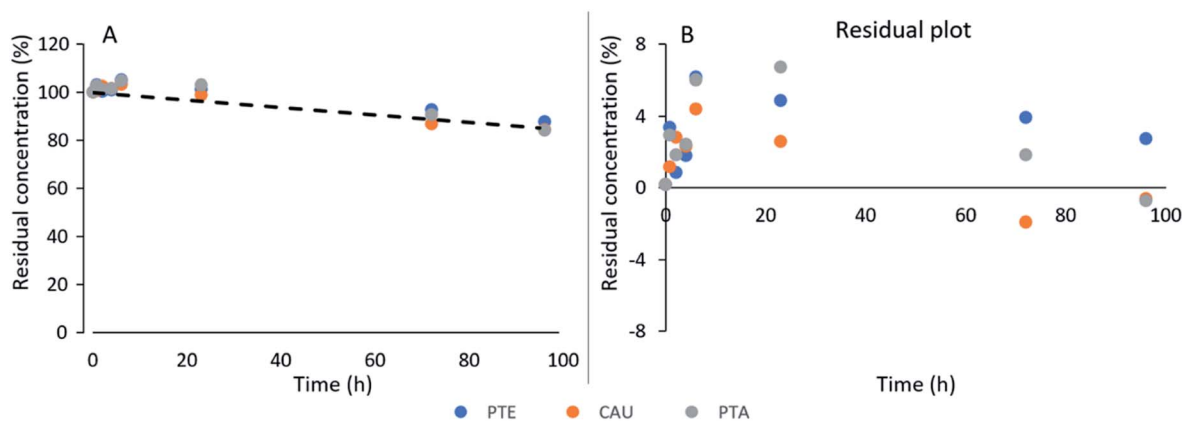 A
Residual concentration (%)
120
100
80
60
40
20
0
0 20 40 60 80 100
Time (h)
B
Residual plot
Residual concentration (%)
8
4
0
-4
-8
0 20 40 60 80 100
Time (h)
PTE CAU PTA